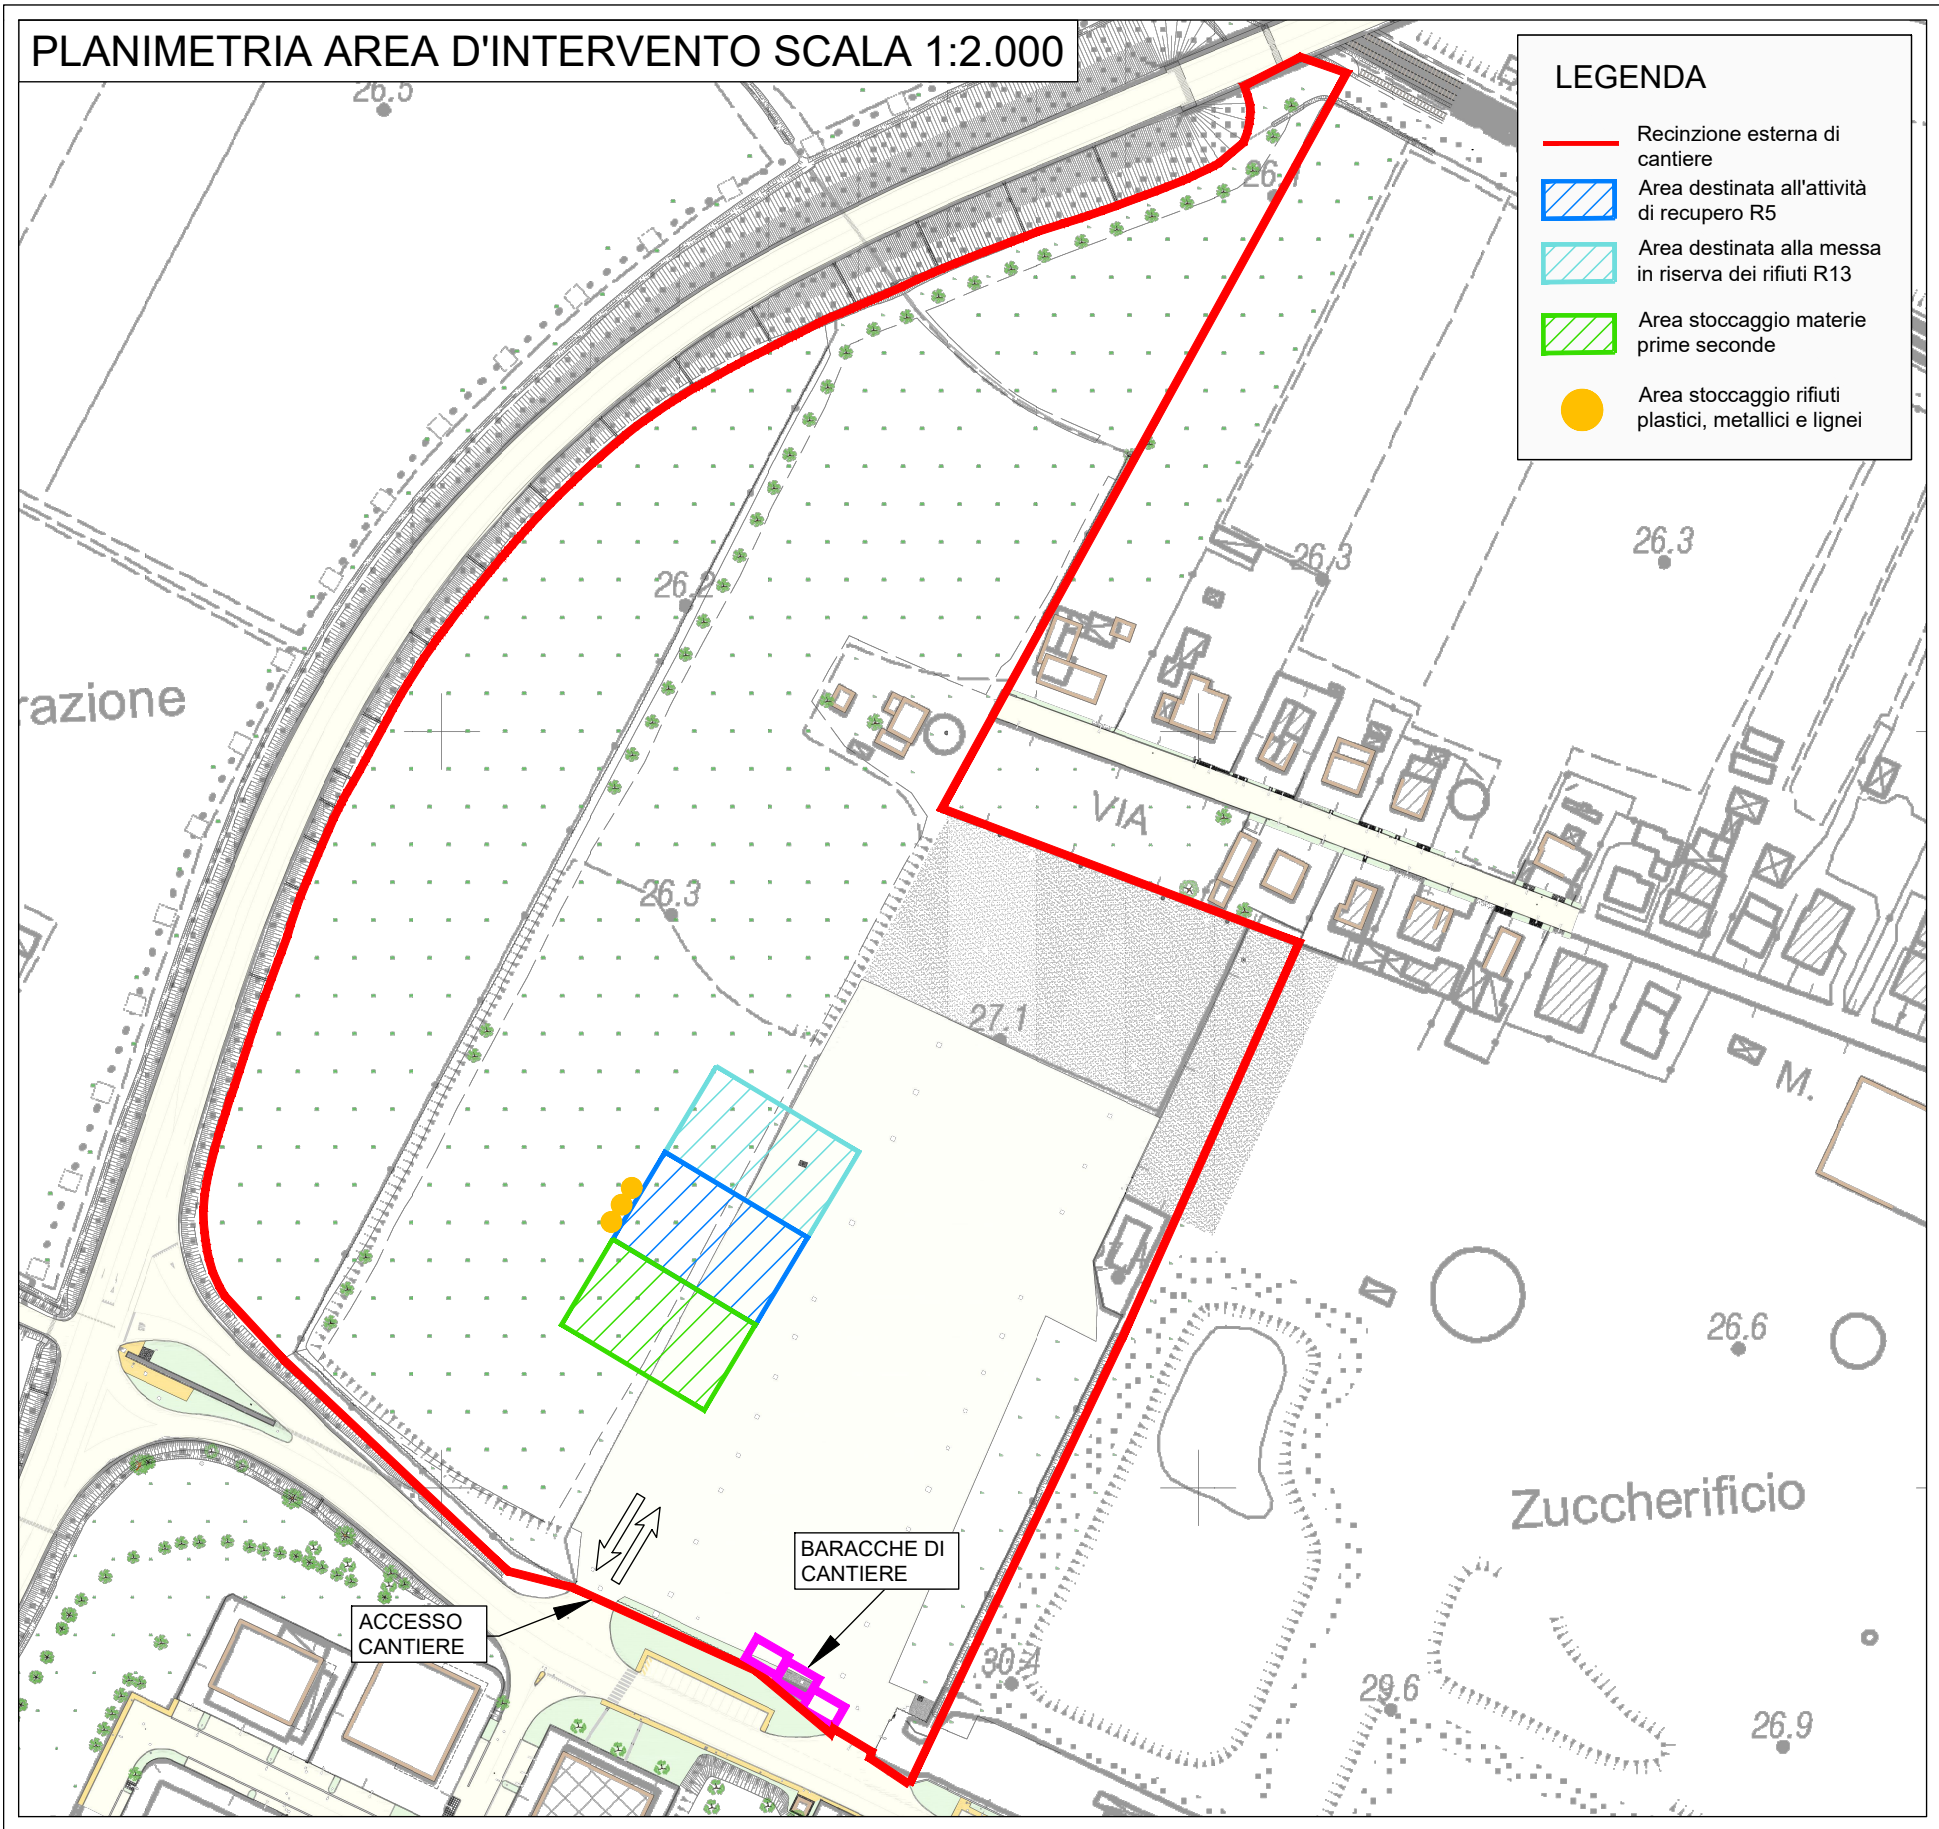 PLANIMETRIA AREA D'INTERVENTO SCALA 1:2.000
LEGENDA
Recinzione esterna di
cantiere
Area destinata all'attività
di recupero R5
Area destinata alla messa
in riserva dei rifiuti R13
Area stoccaggio materie
prime seconde
Area stoccaggio rifiuti
plastici, metallici e lignei
26.5
26.3
26.3
26.2
razione
VIA
26.3
27.1
M.
26.6
Zuccherificio
BARACCHE DI
CANTIERE
ACCESSO
CANTIERE
30.4
29.6
26.9